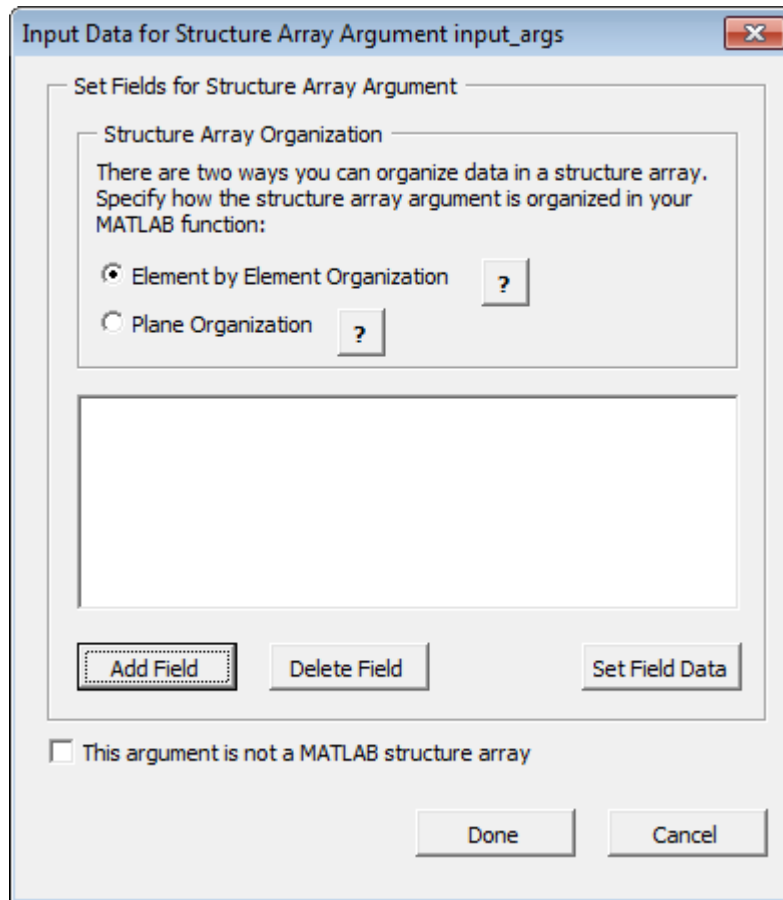 Input Data for Structure Array Argument input_args
Set Fields for Structure Array Argument
Structure Array Organization
There are two ways you can organize data in a structure array.
Specify how the structure array argument is organized in your
MATLAB function:
Element by Element Organization ?
Plane Organization ?
Add Field Delete Field Set Field Data
This argument is not a MATLAB structure array
Done Cancel